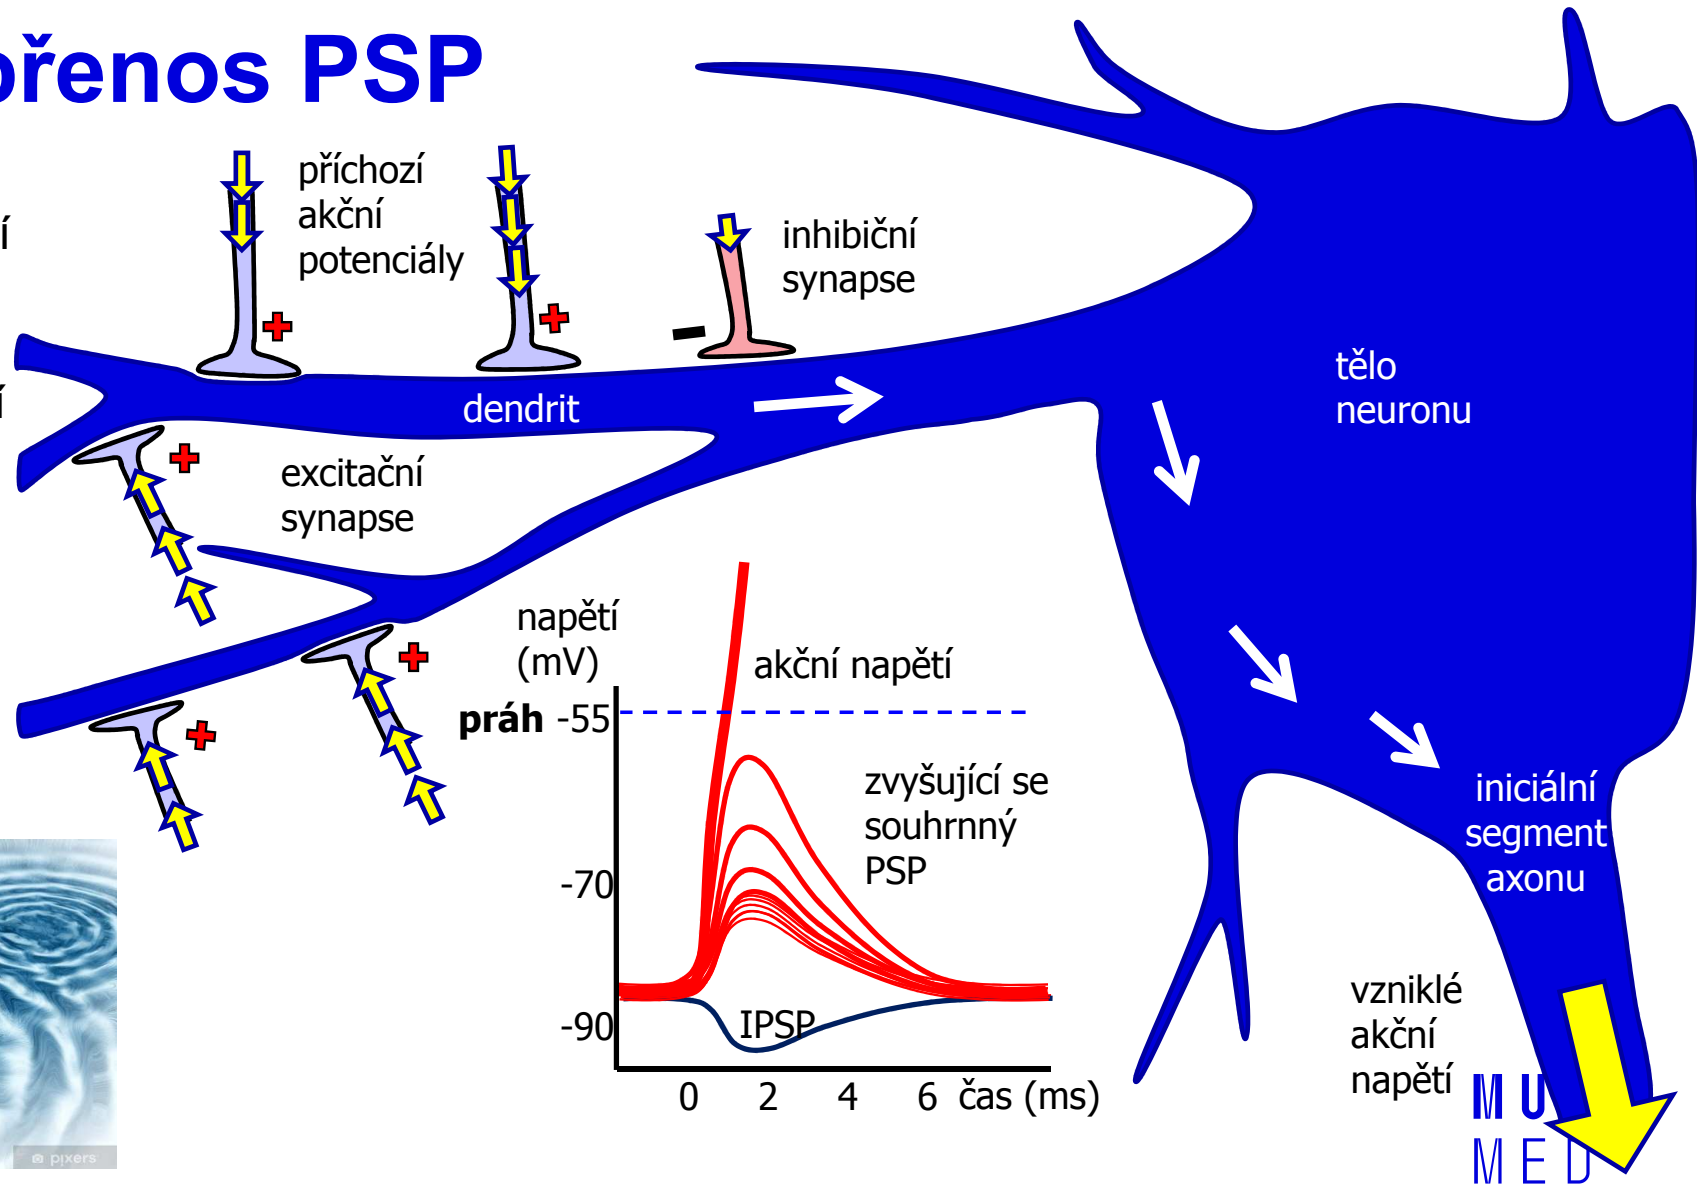 přenos PSP
příchozí
akční
potenciály
inhibiční
synapse
í
í
dendrit
tělo
neuronu
excitační
synapse
napětí
(mV)
akční napětí
práh -55
zvyšující se
souhrnný
PSP
-70
-90
IPSP
0 2 4 6 čas (ms)
iniciální
segment
axonu
vzniklé
akční
napětí
MU
MED
pixers